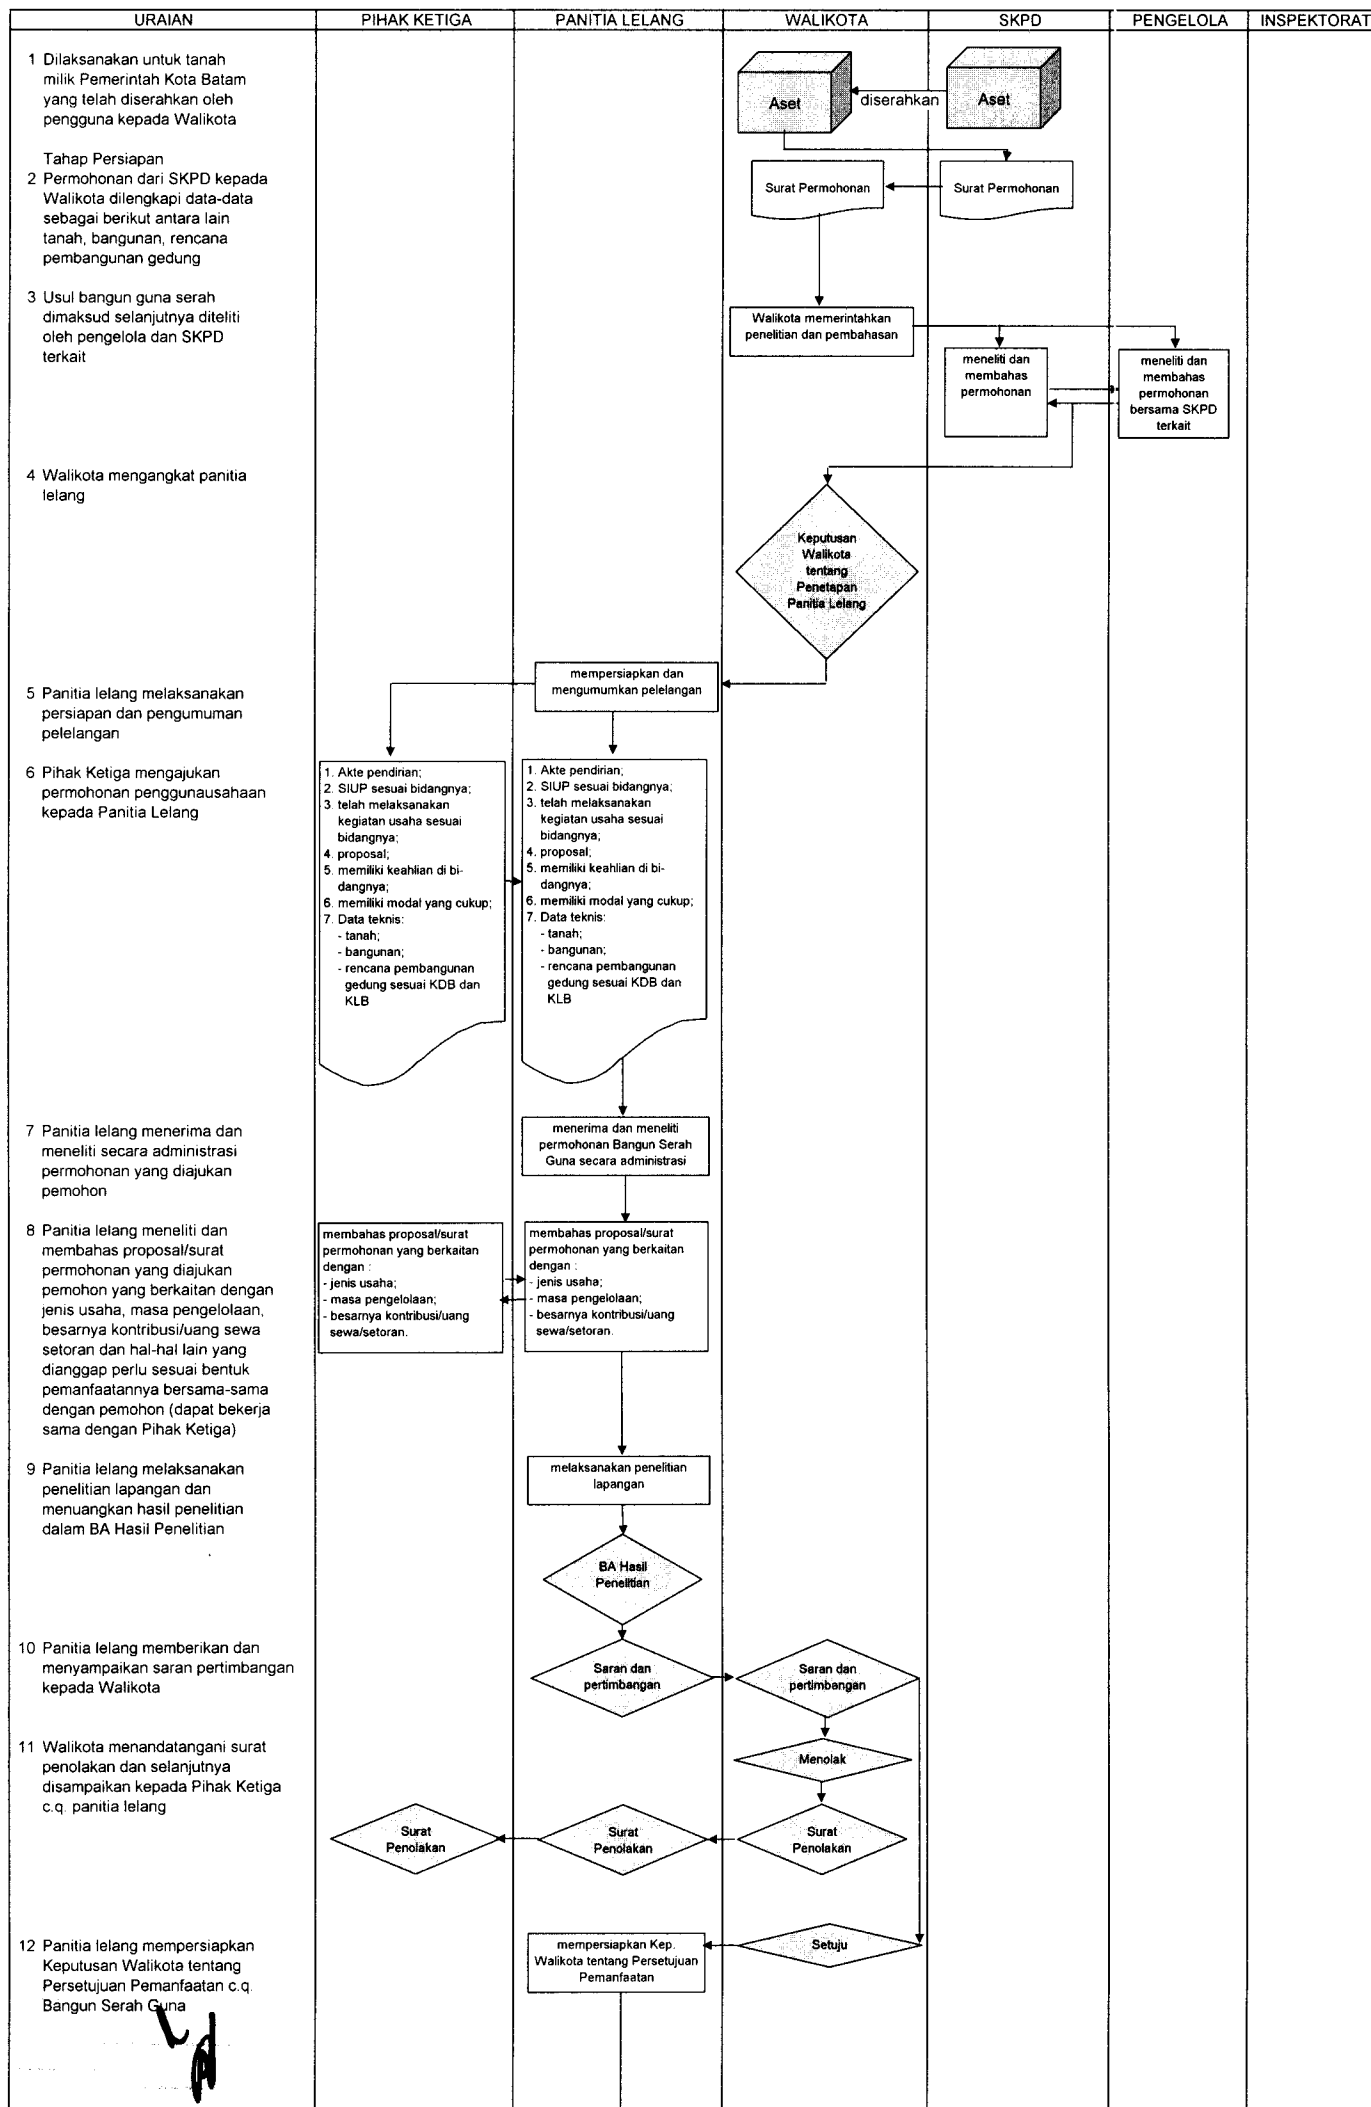 URAIAN
PIHAK KETIGA
PANITIA LELANG
WALIKOTA
SKPD
PENGELOLA
INSPEKTORAT
1 Dilaksanakan untuk tanah
milik Pemerintah Kota Batam
yang telah diserahkan oleh
pengguna kepada Walikota
Aset
diserahkan
Aset
Tahap Persiapan
2 Permohonan dari SKPD kepada
Walikota dilengkapi data-data
sebagai berikut antara lain
tanah, bangunan, rencana
pembangunan gedung
Surat Permohonan
Surat Permohonan
3 Usul bangun guna serah
dimaksud selanjutnya diteliti
oleh pengelola dan SKPD
terkait
Walikota memerintahkan
penelitian dan pembahasan
meneliti dan
membahas
permohonan
meneliti dan
membahas
permohonan
bersama SKPD
terkait
4 Walikota mengangkat panitia
lelang
Keputusan
Walikota
tentang
Penetapan
Panitia Lelang
5 Panitia lelang melaksanakan
persiapan dan pengumuman
pelelangan
mempersiapkan dan
mengumumkan pelelangan
6 Pihak Ketiga mengajukan
permohonan penggunausahaan
kepada Panitia Lelang
1. Akte pendirian;
2. SIUP sesuai bidangnya;
3. telah melaksanakan
kegiatan usaha sesuai
bidangnya;
4. proposal;
5. memiliki keahlian di bi-
dangnya;
6. memiliki modal yang cukup;
7. Data teknis:
- tanah;
- bangunan;
- rencana pembangunan
gedung sesuai KDB dan
KLB
1. Akte pendirian;
2. SIUP sesuai bidangnya;
3. telah melaksanakan
kegiatan usaha sesuai
bidangnya;
4. proposal;
5. memiliki keahlian di bi-
dangnya;
6. memiliki modal yang cukup;
7. Data teknis:
- tanah;
- bangunan;
- rencana pembangunan
gedung sesuai KDB dan
KLB
7 Panitia lelang menerima dan
meneliti secara administrasi
permohonan yang diajukan
pemohon
menerima dan meneliti
permohonan Bangun Serah
Guna secara administrasi
8 Panitia lelang meneliti dan
membahas proposal/surat
permohonan yang diajukan
pemohon yang berkaitan dengan
jenis usaha, masa pengelolaan,
besarnya kontribusi/uang sewa
setoran dan hal-hal lain yang
dianggap perlu sesuai bentuk
pemanfaatannya bersama-sama
dengan pemohon (dapat bekerja
sama dengan Pihak Ketiga)
membahas proposal/surat
permohonan yang berkaitan
dengan :
- jenis usaha;
- masa pengelolaan;
- besarnya kontribusi/uang
sewa/setoran.
membahas proposal/surat
permohonan yang berkaitan
dengan :
- jenis usaha;
- masa pengelolaan;
- besarnya kontribusi/uang
sewa/setoran.
9 Panitia lelang melaksanakan
penelitian lapangan dan
menuangkan hasil penelitian
dalam BA Hasil Penelitian
melaksanakan penelitian
lapangan
BA Hasil
Penelitian
10 Panitia lelang memberikan dan
menyampaikan saran pertimbangan
kepada Walikota
Saran dan
pertimbangan
Saran dan
pertimbangan
11 Walikota menandatangani surat
penolakan dan selanjutnya
disampaikan kepada Pihak Ketiga
c.q. panitia lelang
Menolak
Surat
Penolakan
Surat
Penolakan
Surat
Penolakan
12 Panitia lelang mempersiapkan
Keputusan Walikota tentang
Persetujuan Pemanfaatan c.q.
Bangun Serah Guna
mempersiapkan Kep.
Walikota tentang Persetujuan
Pemanfaatan
Setuju